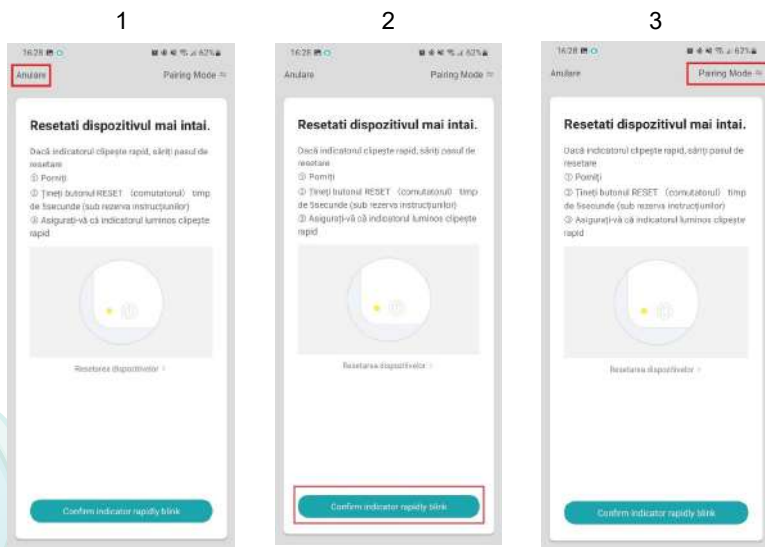 1
16:28
62%
Anulare
Pairing Mode
Resetati dispozitivul mai intai.
Dacă indicatorul clipește rapid, săriți pasul de
resetare
① Porniți
② Țineți butonul RESET (comutatorul) timp
de 5secunde (sub rezerva instrucțiunilor)
③ Asigurați-vă că indicatorul luminos clipește
rapid
Resetarea dispozitivelor >
Confirm indicator rapidly blink
2
16:28
62%
Anulare
Pairing Mode
Resetati dispozitivul mai intai.
Dacă indicatorul clipește rapid, săriți pasul de
resetare
① Porniți
② Țineți butonul RESET (comutatorul) timp
de 5secunde (sub rezerva instrucțiunilor)
③ Asigurați-vă că indicatorul luminos clipește
rapid
Resetarea dispozitivelor >
Confirm indicator rapidly blink
3
16:28
62%
Anulare
Pairing Mode
Resetati dispozitivul mai intai.
Dacă indicatorul clipește rapid, săriți pasul de
resetare
① Porniți
② Țineți butonul RESET (comutatorul) timp
de 5secunde (sub rezerva instrucțiunilor)
③ Asigurați-vă că indicatorul luminos clipește
rapid
Resetarea dispozitivelor >
Confirm indicator rapidly blink